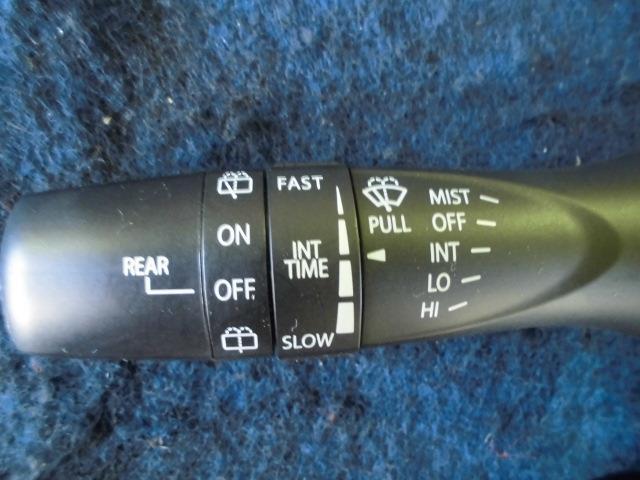 REAR
ON
OFF
FAST
INT
TIME
SLOW
PULL
MIST
OFF
INT
LO
HI